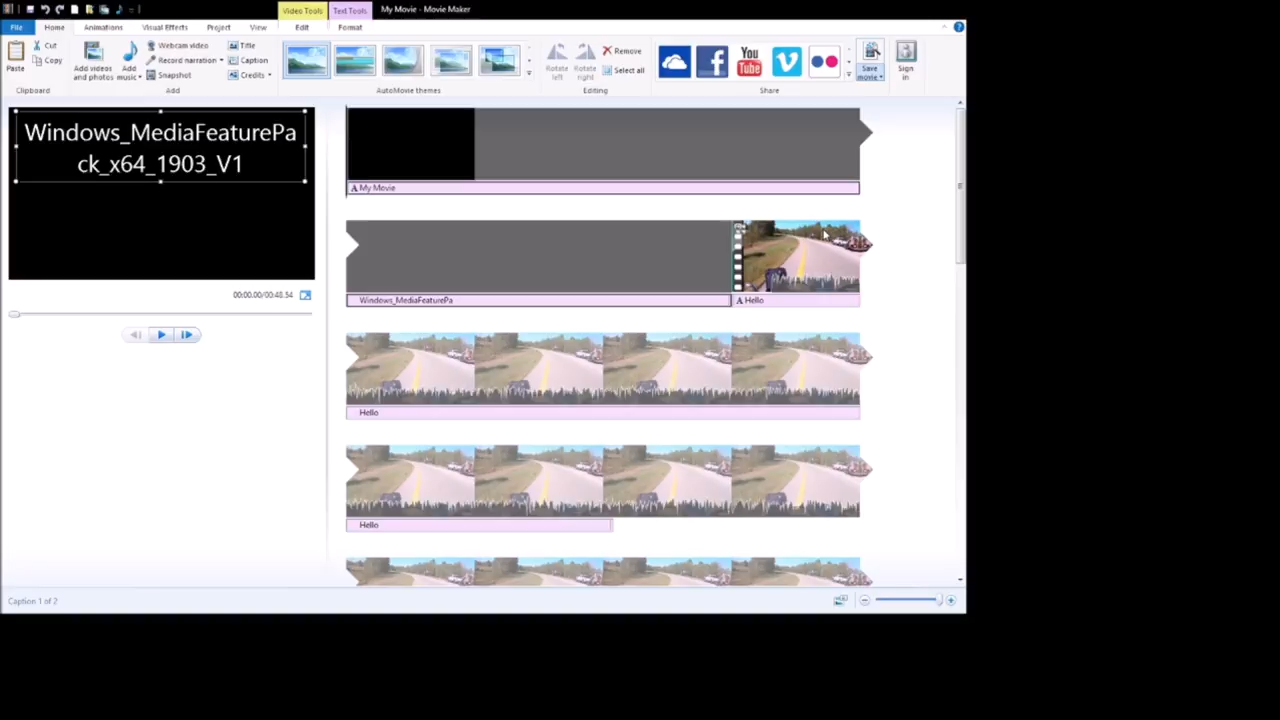 Video Tools
Text Tools
My Movie - Movie Maker
File
Home
Animations
Visual Effects
Project
View
Edit
Format
Paste
Cut
Copy
Clipboard
Add videos
and photos
Add
music
Webcam video
Record narration
Snapshot
Title
Caption
Credits
Add
AutoMovie themes
Rotate
left
Rotate
right
Remove
Select all
Editing
f
You
Tube
Share
Save
movie
Sign
in
Windows_MediaFeaturePa
ck_x64_1903_V1
00:00.00/00:48.54
A My Movie
Windows_MediaFeaturePa
A Hello
Hello
Hello
Caption 1 of 2